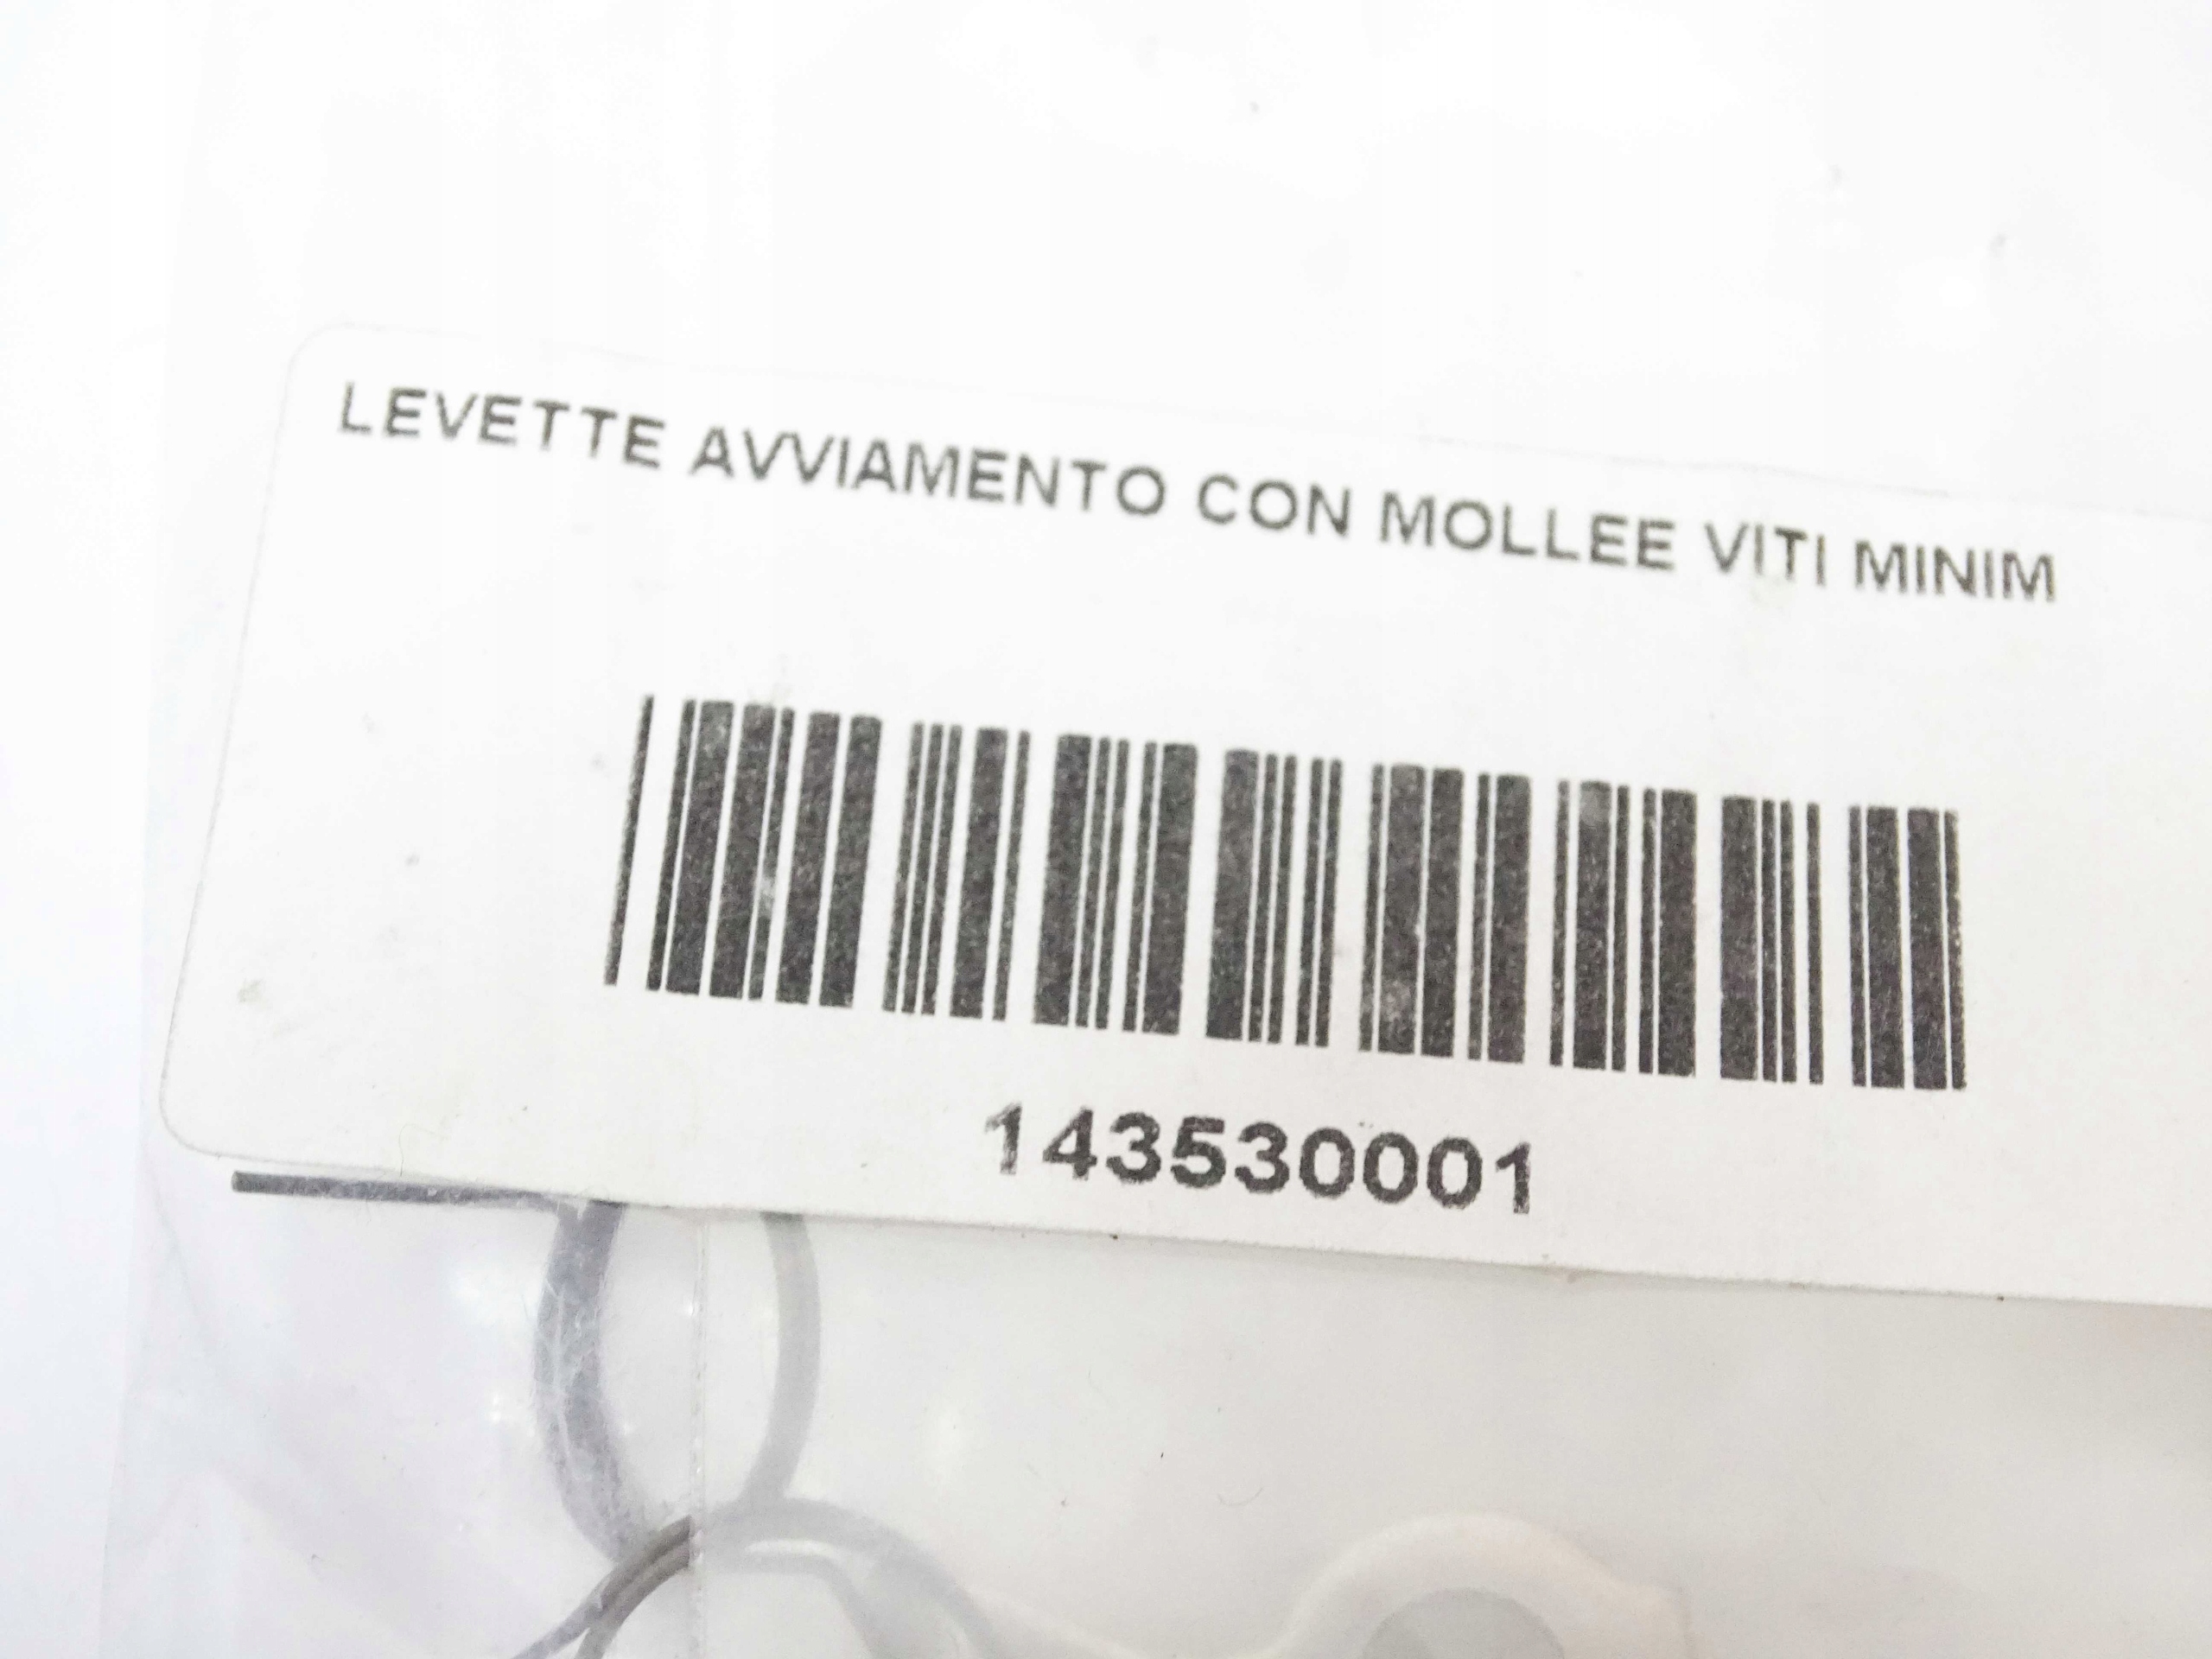 LEVETTE AVVIAMENTO CON MOLLEE VITI MINIM
143530001